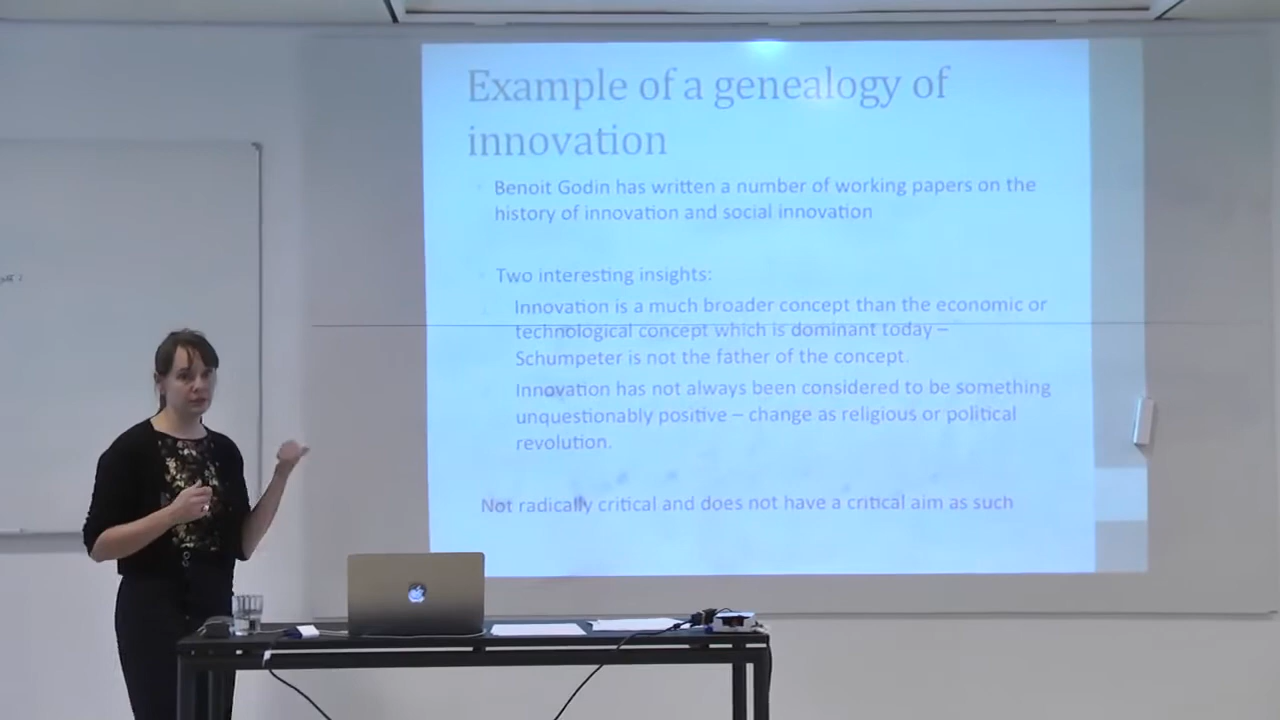 Example of a genealogy of
innovation
Benoit Godin has written a number of working papers on the
history of innovation and social innovation
Two interesting insights:
Innovation is a much broader concept than the economic or
technological concept which is dominant today –
Schumpeter is not the father of the concept.
Innovation has not always been considered to be something
unquestionably positive – change as religious or political
revolution.
Not radically critical and does not have a critical aim as such